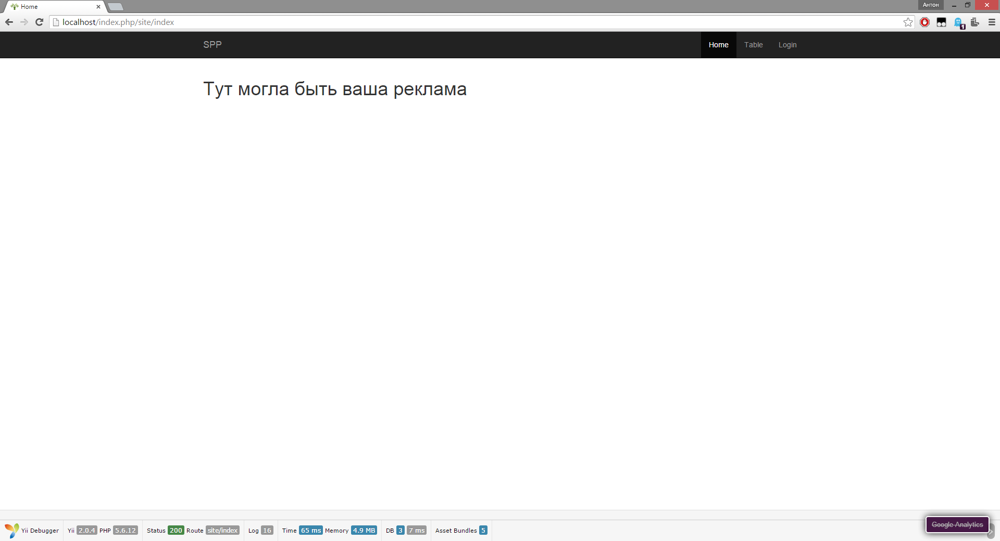 Home
Антон
localhost/index.php/site/index
1
SPP
Home Table Login
Тут могла быть ваша реклама
Google Analytics
Yii Debugger Yii 2.0.4 PHP 5.6.12 Status 200 Route site/index Log 16 Time 65 ms Memory 4.9 MB DB 3 7 ms Asset Bundles 5